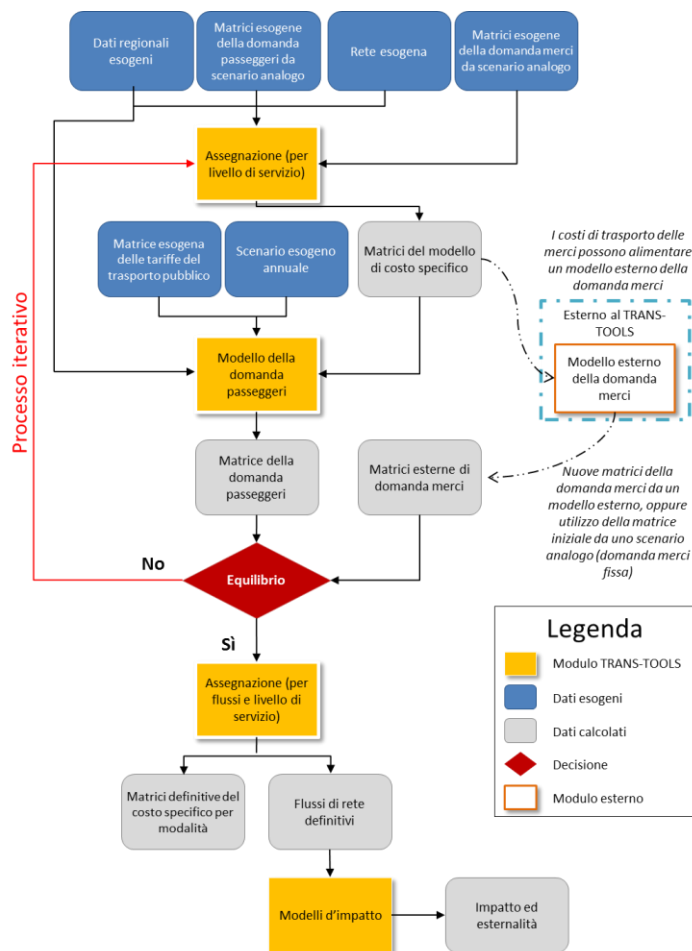 Dati regionali
esogeni
Matrici esogene
della domanda
passeggeri da
scenario analogo
Rete esogena
Matrici esogene
della domanda merci
da scenario analogo
Assegnazione (per
livello di servizio)
Matrice esogena
delle tariffe del
trasporto pubblico
Scenario esogeno
annuale
Matrici del modello
di costo specifico
I costi di trasporto delle
merci possono alimentare
un modello esterno della
domanda merci
Esterno al TRANS-
TOOLS
Modello esterno
della domanda
merci
Processo iterativo
Modello della
domanda
passeggeri
Matrice della
domanda
passeggeri
Matrici esterne di
domanda merci
Nuove matrici della
domanda merci da un
modello esterno, oppure
utilizzo della matrice
iniziale da uno scenario
analogo (domanda merci
fissa)
No
Equilibrio
Sì
Assegnazione (per
flussi e livello di
servizio)
Matrici definitive del
costo specifico per
modalità
Flussi di rete
definitivi
Modelli d'impatto
Impatto ed
esternalità
Legenda
Modulo TRANS-TOOLS
Dati esogeni
Dati calcolati
Decisione
Modulo esterno